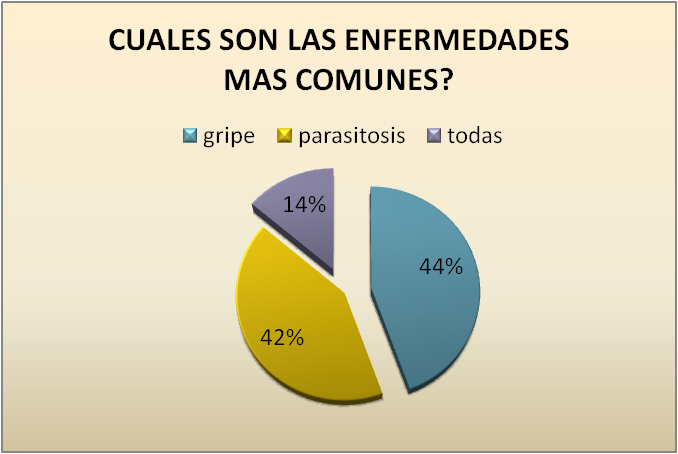 CUALES SON LAS ENFERMEDADES
MAS COMUNES?
gripe parasitosis todas
14%
44%
42%